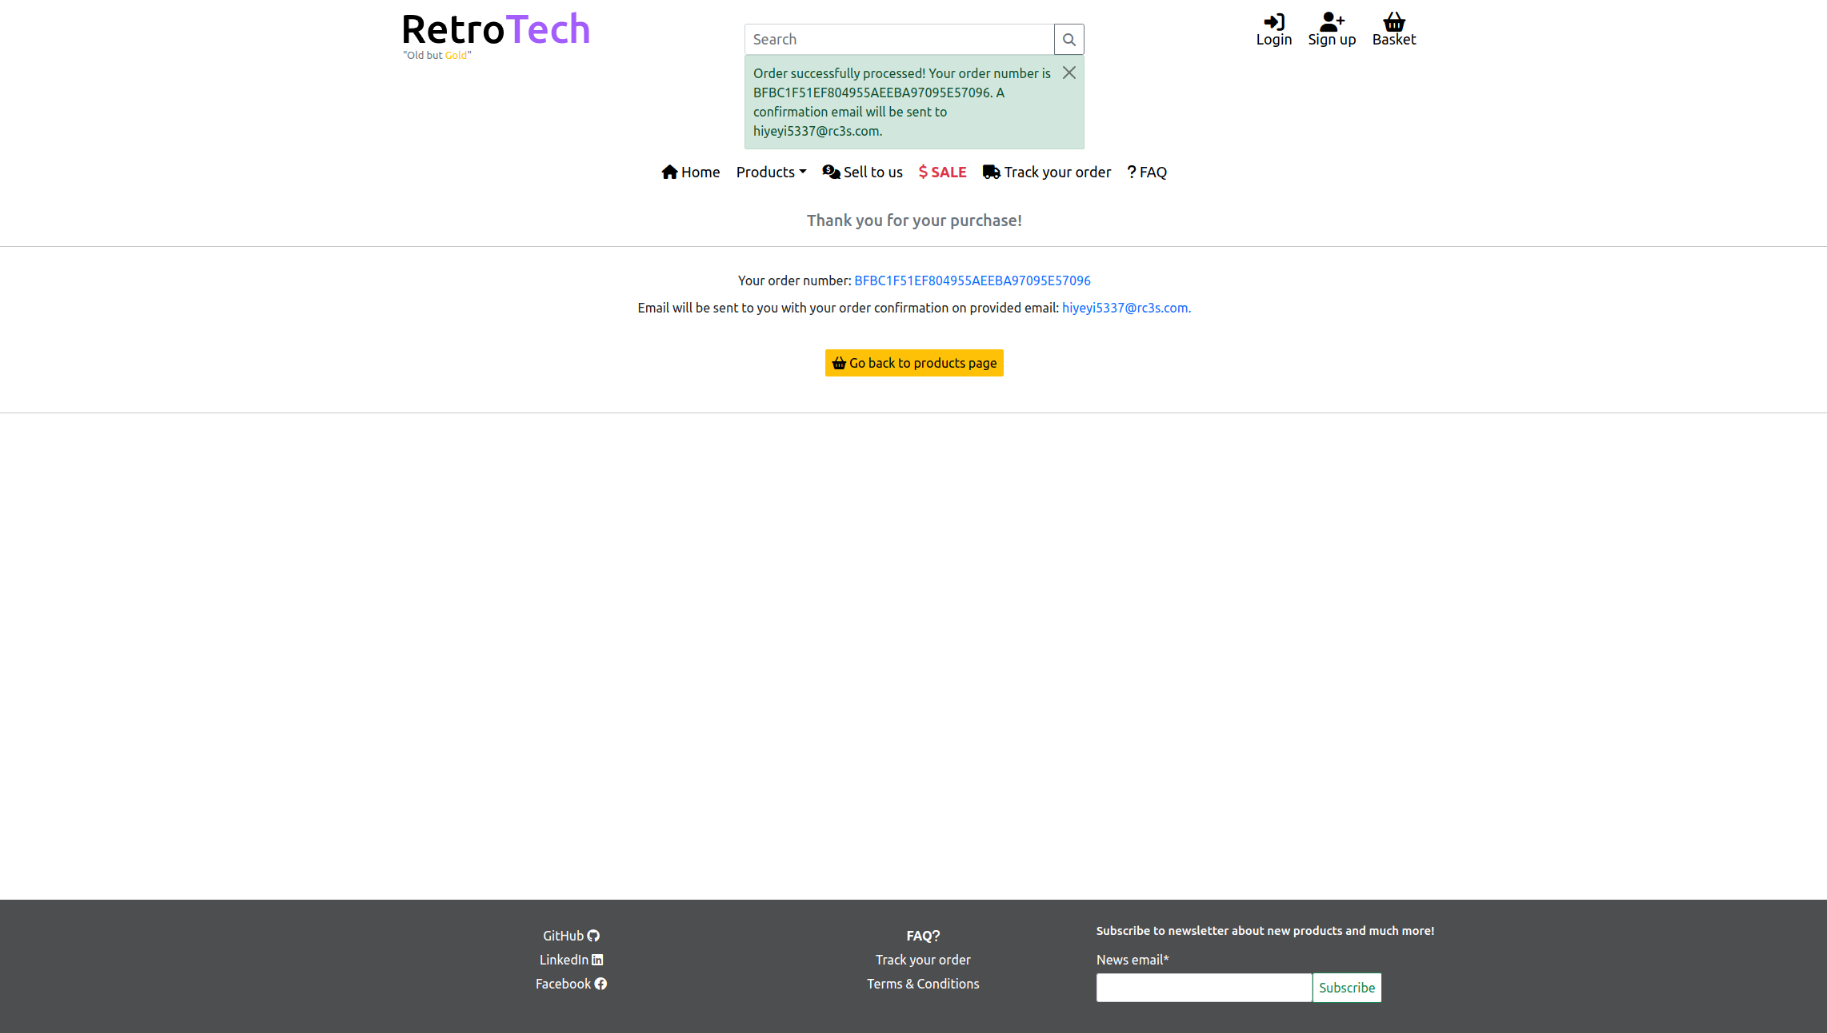 RetroTech
"Old but Gold"
Search
Login
Sign up
Basket
Order successfully processed! Your order number is
BFBC1F51EF804955AEEBA97095E57096. A
confirmation email will be sent to
hiyeyi5337@rc3s.com.
Home
Products
Sell to us
$ SALE
Track your order
? FAQ
Thank you for your purchase!
Your order number: BFBC1F51EF804955AEEBA97095E57096
Email will be sent to you with your order confirmation on provided email: hiyeyi5337@rc3s.com.
Go back to products page
GitHub
LinkedIn
Facebook
FAQ?
Track your order
Terms & Conditions
Subscribe to newsletter about new products and much more!
News email*
Subscribe